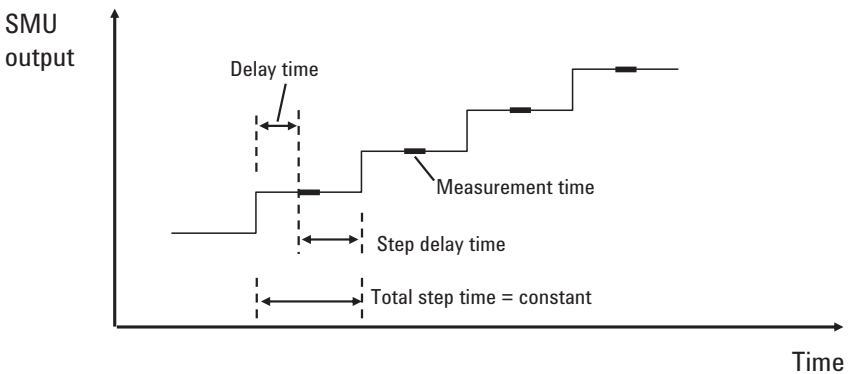 SMU
output
Delay time
Measurement time
Step delay time
Total step time = constant
Time